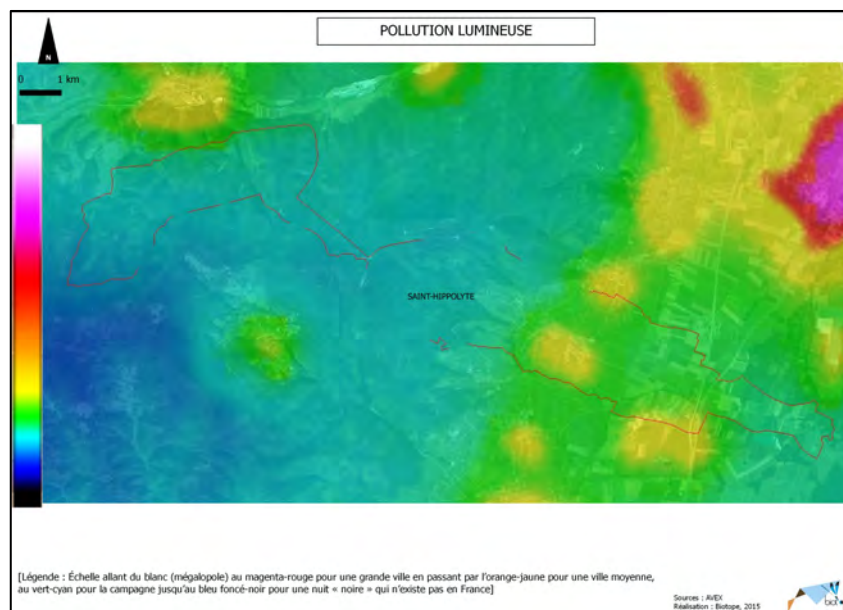 POLLUTION LUMINEUSE
N
0 1 km
SAINT-HIPPOLYTE
[Légende : Échelle allant du blanc (mégalopole) au magenta-rouge pour une grande ville en passant par l'orange-jaune pour une ville moyenne,
au vert-cyan pour la campagne jusqu'au bleu foncé-noir pour une nuit « noire » qui n'existe pas en France]
Sources : AVEX
Réalisation : Biotope, 2015